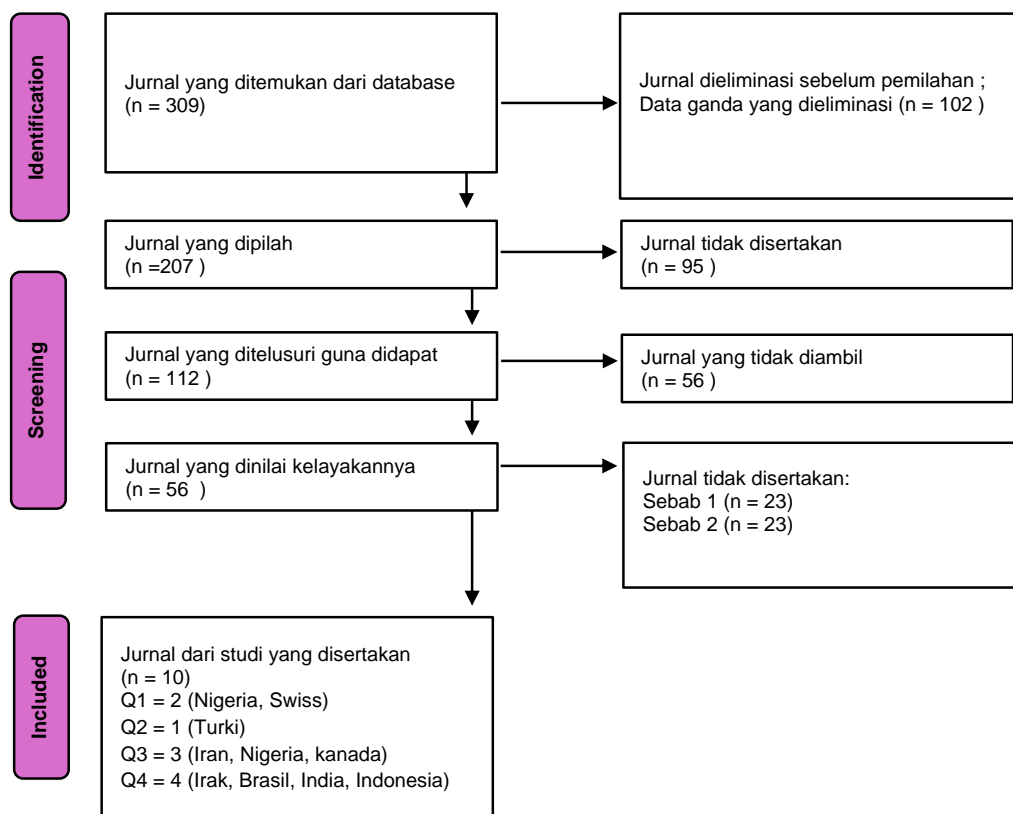 Identification
Jurnal yang ditemukan dari database
(n = 309)
Jurnal dieliminasi sebelum pemilahan ;
Data ganda yang dieliminasi (n = 102 )
Screening
Jurnal yang dipilah
(n =207 )
Jurnal tidak disertakan
(n = 95 )
Jurnal yang ditelusuri guna didapat
(n = 112 )
Jurnal yang tidak diambil
(n = 56 )
Jurnal yang dinilai kelayakannya
(n = 56 )
Jurnal tidak disertakan:
Sebab 1 (n = 23)
Sebab 2 (n = 23)
Included
Jurnal dari studi yang disertakan
(n = 10)
Q1 = 2 (Nigeria, Swiss)
Q2 = 1 (Turki)
Q3 = 3 (Iran, Nigeria, kanada)
Q4 = 4 (Irak, Brasil, India, Indonesia)